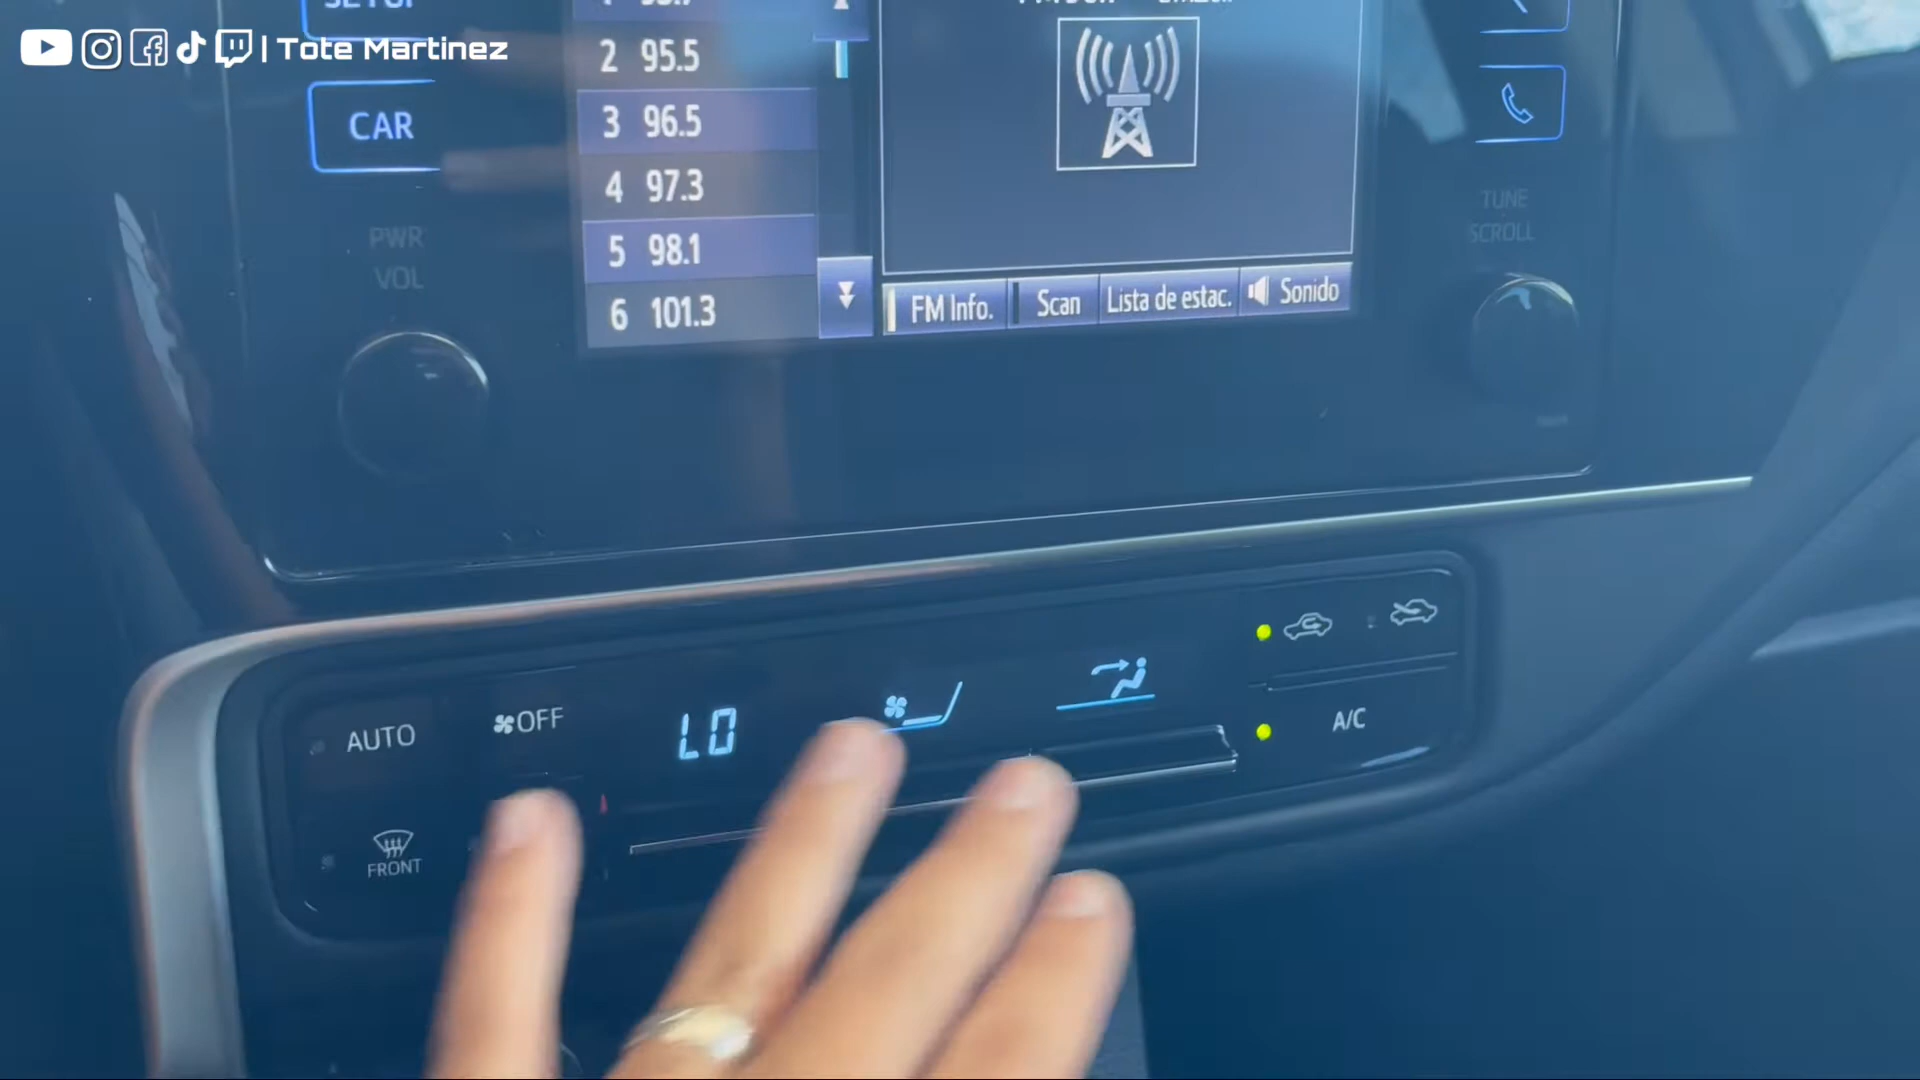 | Tote Martinez
SETUP
2 95.5
CAR
3 96.5
4 97.3
TUNE
SCROLL
PWR
VOL
5 98.1
6 101.3
FM Info.
Scan
Lista de estac.
Sonido
AUTO
OFF
LO
A/C
FRONT